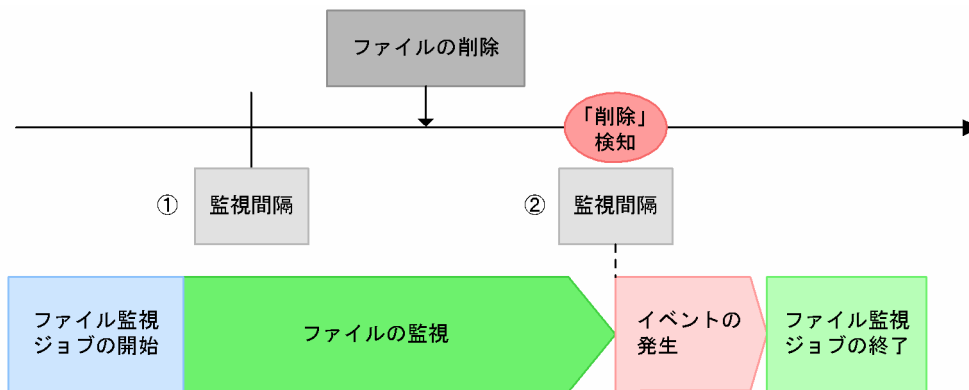 ファイルの削除
「削除」
検知
① 監視間隔
② 監視間隔
ファイル監視
ジョブの開始
ファイルの監視
イベントの
発生
ファイル監視
ジョブの終了